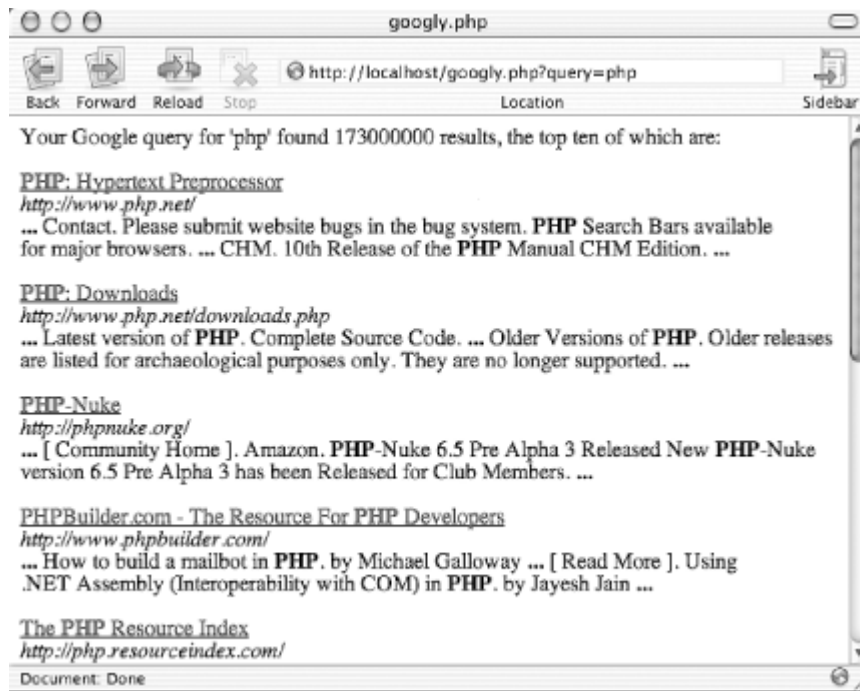 googly.php
http://localhost/googly.php?query=php
Back Forward Reload Stop Location Sidebar
Your Google query for 'php' found 173000000 results, the top ten of which are:
PHP: Hypertext Preprocessor
http://www.php.net/
... Contact. Please submit website bugs in the bug system. PHP Search Bars available
for major browsers. ... CHM. 10th Release of the PHP Manual CHM Edition. ...
PHP: Downloads
http://www.php.net/downloads.php
... Latest version of PHP. Complete Source Code. ... Older Versions of PHP. Older releases
are listed for archaeological purposes only. They are no longer supported. ...
PHP-Nuke
http://phpnuke.org/
... [ Community Home ]. Amazon. PHP-Nuke 6.5 Pre Alpha 3 Released New PHP-Nuke
version 6.5 Pre Alpha 3 has been Released for Club Members. ...
PHPBuilder.com - The Resource For PHP Developers
http://www.phpbuilder.com/
... How to build a mailbot in PHP. by Michael Galloway ... [ Read More ]. Using
.NET Assembly (Interoperability with COM) in PHP. by Jayesh Jain ...
The PHP Resource Index
http://php.resourceindex.com/
Document: Done